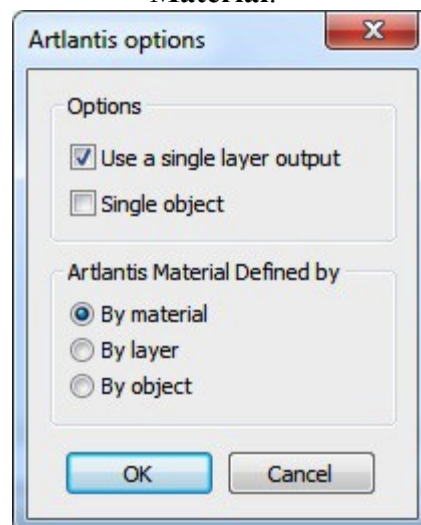 Material.
Artlantis options
X
Options
Use a single layer output
Single object
Artlantis Material Defined by
By material
By layer
By object
OK
Cancel